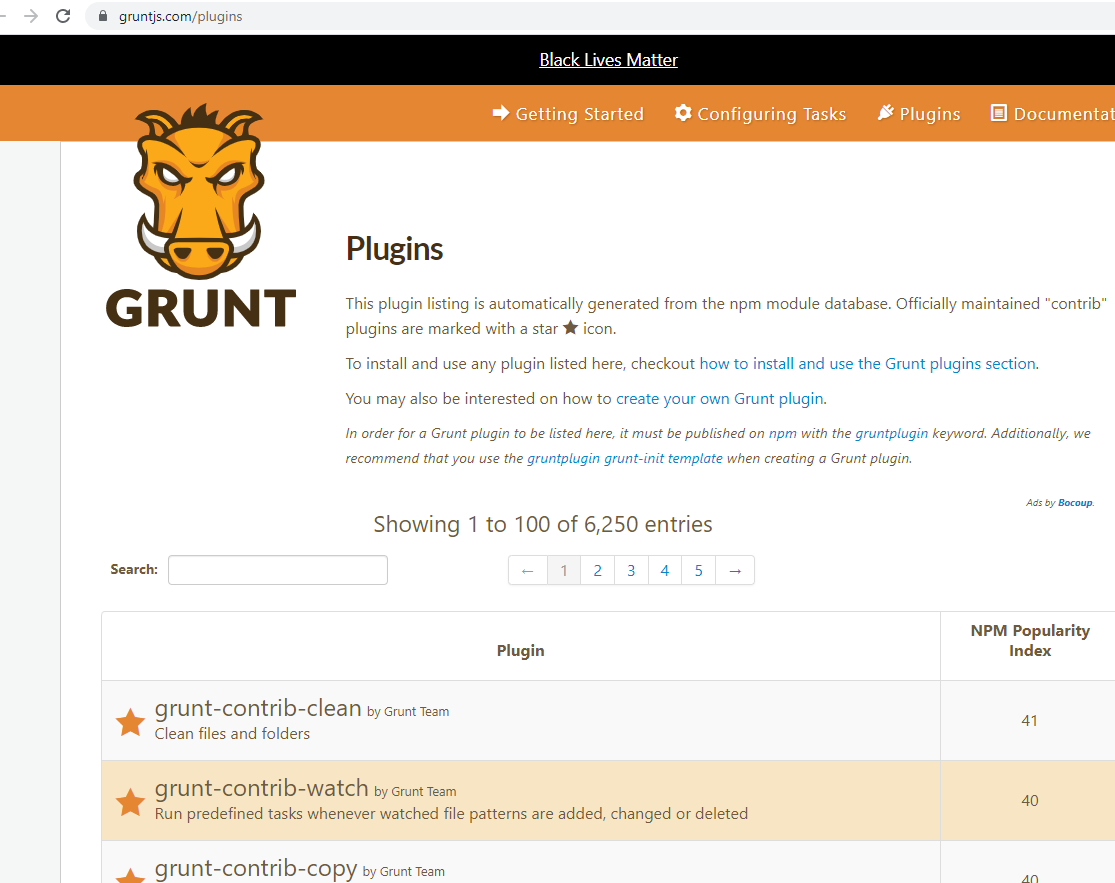 gruntjs.com/plugins
Black Lives Matter
Getting Started Configuring Tasks Plugins Documentat
GRUNT
Plugins
This plugin listing is automatically generated from the npm module database. Officially maintained "contrib"
plugins are marked with a star ★ icon.
To install and use any plugin listed here, checkout how to install and use the Grunt plugins section.
You may also be interested on how to create your own Grunt plugin.
In order for a Grunt plugin to be listed here, it must be published on npm with the gruntplugin keyword. Additionally, we
recommend that you use the gruntplugin grunt-init template when creating a Grunt plugin.
Ads by Bocoup.
Showing 1 to 100 of 6,250 entries
Search: ← 1 2 3 4 5 →
Plugin
NPM Popularity
Index
grunt-contrib-clean by Grunt Team
Clean files and folders
41
grunt-contrib-watch by Grunt Team
Run predefined tasks whenever watched file patterns are added, changed or deleted
40
grunt-contrib-copy by Grunt Team
40